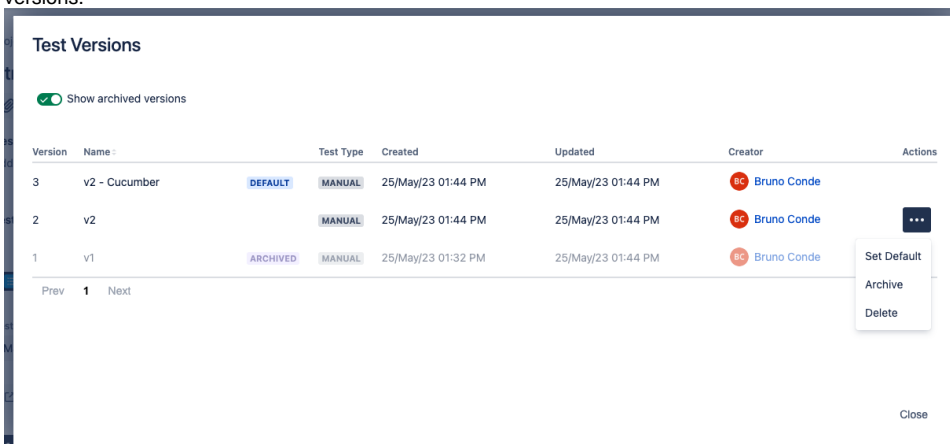 versions.
Test Versions
Show archived versions
Version Name Test Type Created Updated Creator Actions
3 v2 - Cucumber DEFAULT MANUAL 25/May/23 01:44 PM 25/May/23 01:44 PM BC Bruno Conde
2 v2 MANUAL 25/May/23 01:44 PM 25/May/23 01:44 PM BC Bruno Conde
1 v1 ARCHIVED MANUAL 25/May/23 01:32 PM 25/May/23 01:44 PM BC Bruno Conde
Set Default
Archive
Delete
Prev 1 Next
Close